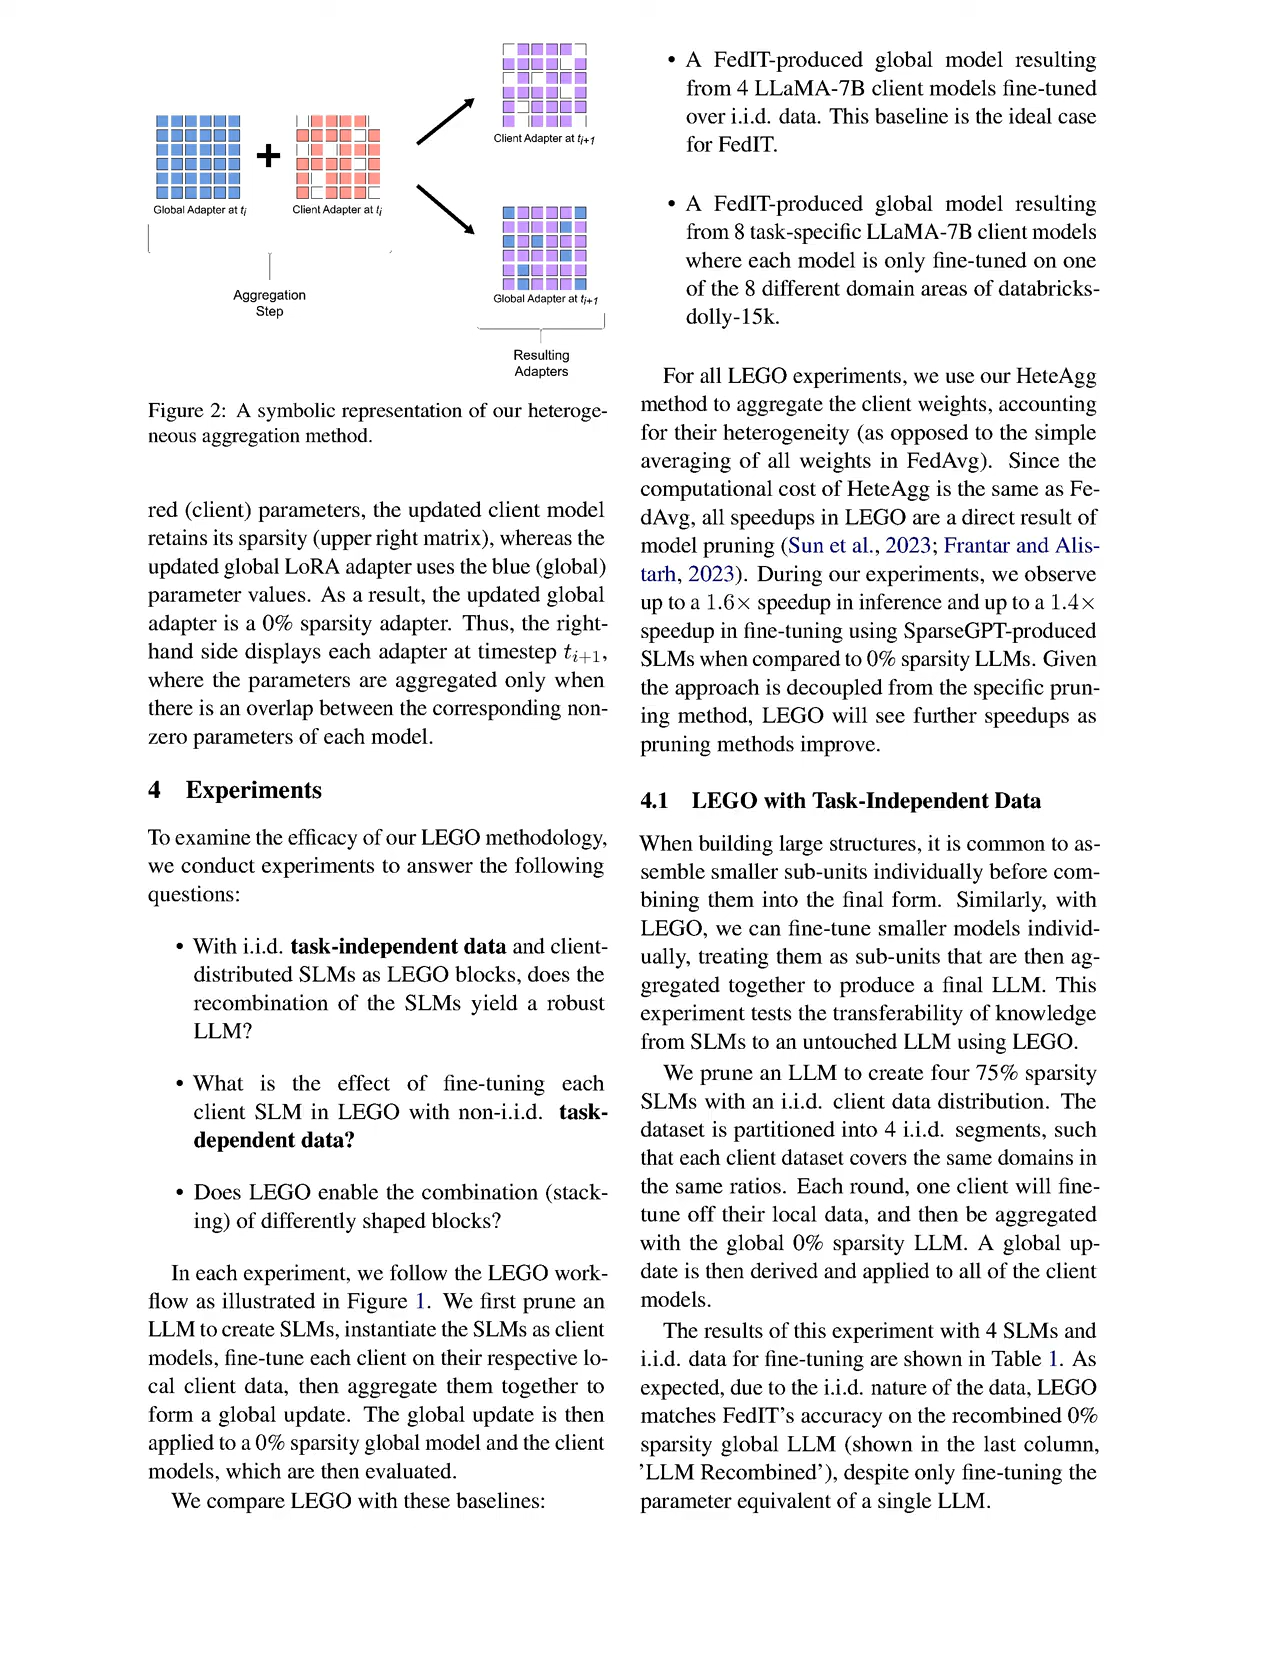 Global Adapter at ti
Client Adapter at ti
Aggregation
Step
Client Adapter at ti+1
Global Adapter at ti+1
Resulting
Adapters
Figure 2: A symbolic representation of our heteroge-
neous aggregation method.
red (client) parameters, the updated client model
retains its sparsity (upper right matrix), whereas the
updated global LoRA adapter uses the blue (global)
parameter values. As a result, the updated global
adapter is a 0% sparsity adapter. Thus, the right-
hand side displays each adapter at timestep ti+1,
where the parameters are aggregated only when
there is an overlap between the corresponding non-
zero parameters of each model.
4 Experiments
To examine the efficacy of our LEGO methodology,
we conduct experiments to answer the following
questions:
• With i.i.d. task-independent data and client-
distributed SLMs as LEGO blocks, does the
recombination of the SLMs yield a robust
LLM?
• What is the effect of fine-tuning each
client SLM in LEGO with non-i.i.d. task-
dependent data?
• Does LEGO enable the combination (stack-
ing) of differently shaped blocks?
In each experiment, we follow the LEGO work-
flow as illustrated in Figure 1. We first prune an
LLM to create SLMs, instantiate the SLMs as client
models, fine-tune each client on their respective lo-
cal client data, then aggregate them together to
form a global update. The global update is then
applied to a 0% sparsity global model and the client
models, which are then evaluated.
We compare LEGO with these baselines:
• A FedIT-produced global model resulting
from 4 LLaMA-7B client models fine-tuned
over i.i.d. data. This baseline is the ideal case
for FedIT.
• A FedIT-produced global model resulting
from 8 task-specific LLaMA-7B client models
where each model is only fine-tuned on one
of the 8 different domain areas of databricks-
dolly-15k.
For all LEGO experiments, we use our HeteAgg
method to aggregate the client weights, accounting
for their heterogeneity (as opposed to the simple
averaging of all weights in FedAvg). Since the
computational cost of HeteAgg is the same as Fe-
dAvg, all speedups in LEGO are a direct result of
model pruning (Sun et al., 2023; Frantar and Alis-
tarh, 2023). During our experiments, we observe
up to a 1.6× speedup in inference and up to a 1.4×
speedup in fine-tuning using SparseGPT-produced
SLMs when compared to 0% sparsity LLMs. Given
the approach is decoupled from the specific prun-
ing method, LEGO will see further speedups as
pruning methods improve.
4.1 LEGO with Task-Independent Data
When building large structures, it is common to as-
semble smaller sub-units individually before com-
bining them into the final form. Similarly, with
LEGO, we can fine-tune smaller models individ-
ually, treating them as sub-units that are then ag-
gregated together to produce a final LLM. This
experiment tests the transferability of knowledge
from SLMs to an untouched LLM using LEGO.
We prune an LLM to create four 75% sparsity
SLMs with an i.i.d. client data distribution. The
dataset is partitioned into 4 i.i.d. segments, such
that each client dataset covers the same domains in
the same ratios. Each round, one client will fine-
tune off their local data, and then be aggregated
with the global 0% sparsity LLM. A global up-
date is then derived and applied to all of the client
models.
The results of this experiment with 4 SLMs and
i.i.d. data for fine-tuning are shown in Table 1. As
expected, due to the i.i.d. nature of the data, LEGO
matches FedIT's accuracy on the recombined 0%
sparsity global LLM (shown in the last column,
'LLM Recombined'), despite only fine-tuning the
parameter equivalent of a single LLM.